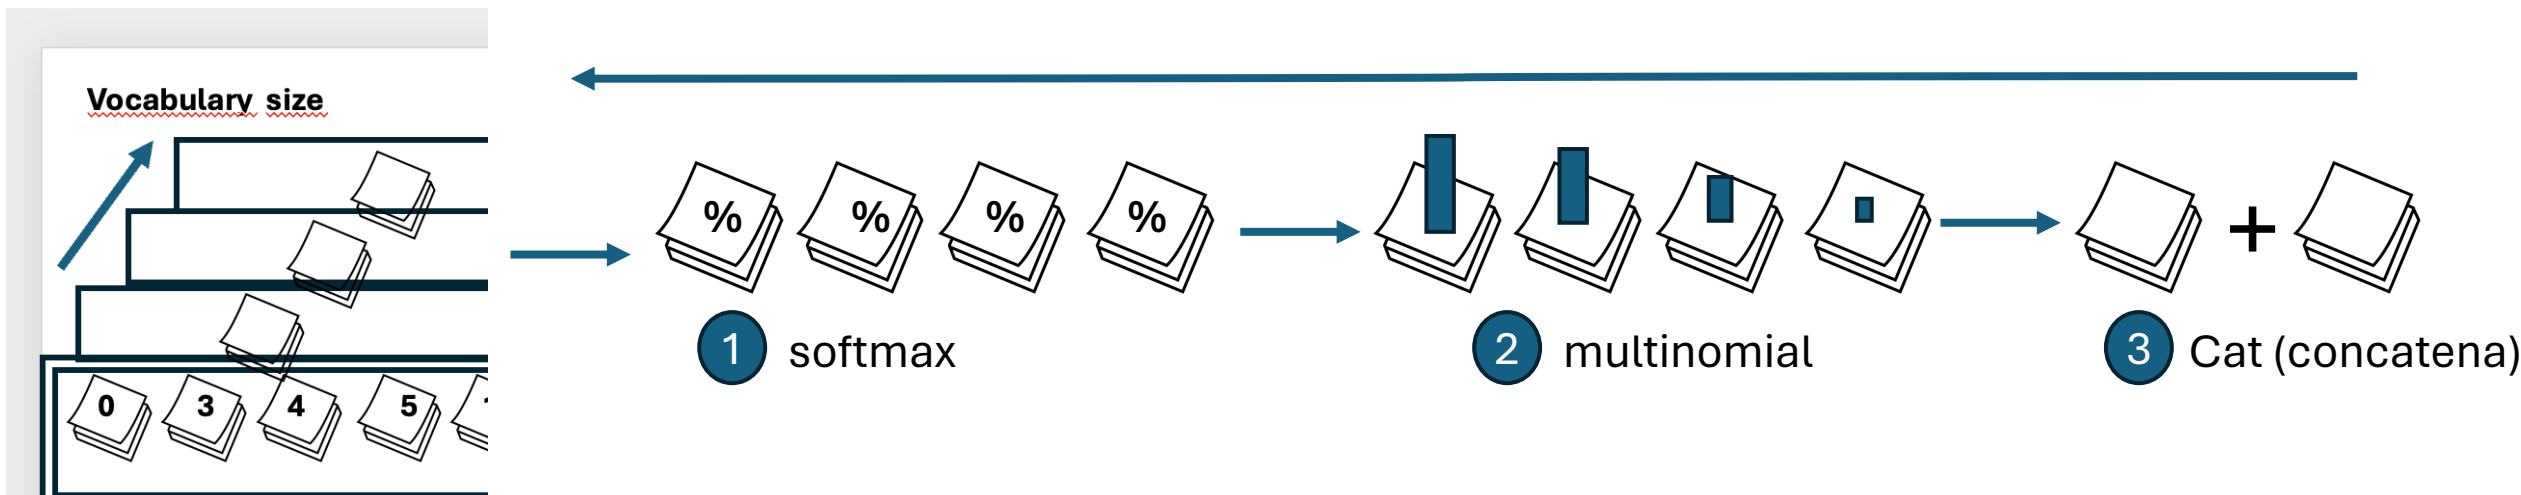 Vocabulary size
0 3 4 5
% % % %
1 softmax
2 multinomial
+
3 Cat (concatena)